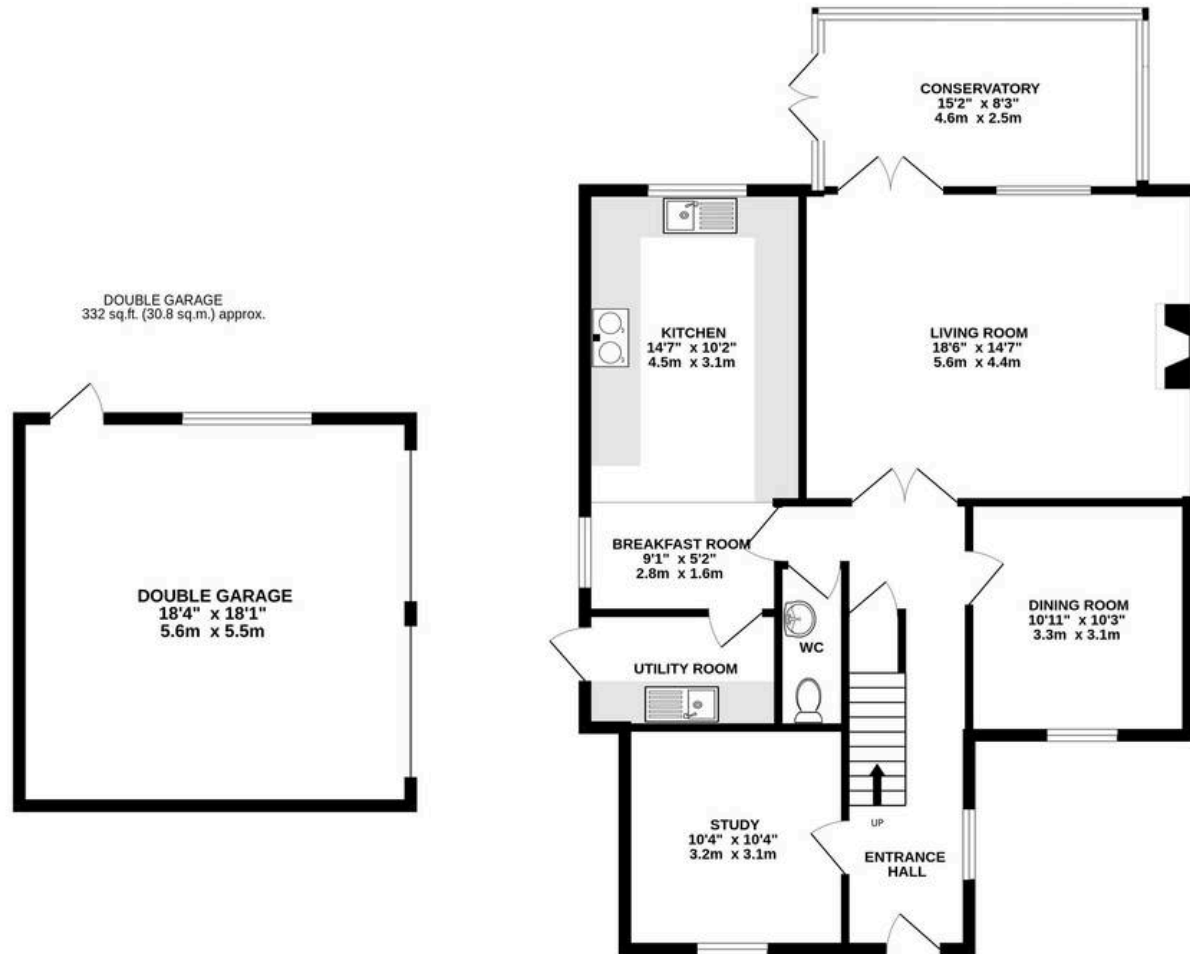 CONSERVATORY
15'2" x 8'3"
4.6m x 2.5m
DOUBLE GARAGE
332 sq.ft. (30.8 sq.m.) approx.
KITCHEN
14'7" x 10'2"
4.5m x 3.1m
LIVING ROOM
18'6" x 14'7"
5.6m x 4.4m
BREAKFAST ROOM
9'1" x 5'2"
2.8m x 1.6m
DOUBLE GARAGE
18'4" x 18'1"
5.6m x 5.5m
DINING ROOM
10'11" x 10'3"
3.3m x 3.1m
WC
UTILITY ROOM
UP
STUDY
10'4" x 10'4"
3.2m x 3.1m
ENTRANCE
HALL